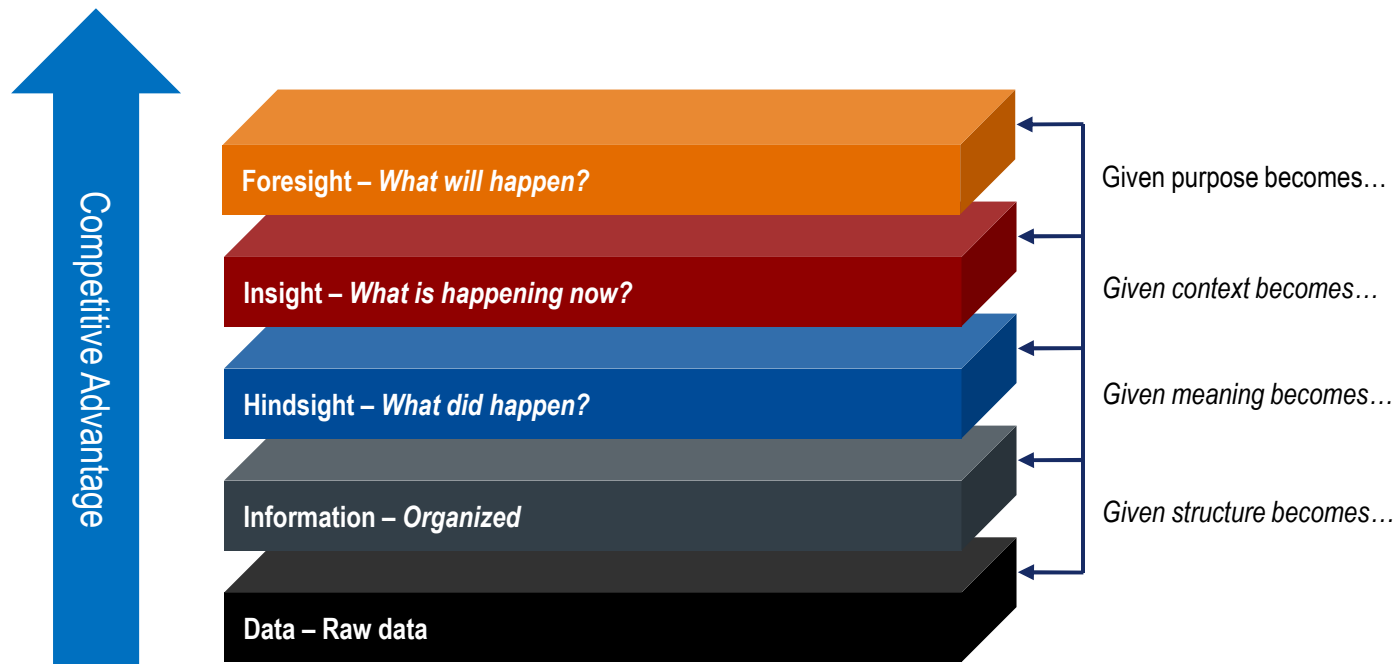 Competitive Advantage
Foresight – What will happen?
Given purpose becomes…
Insight – What is happening now?
Given context becomes…
Hindsight – What did happen?
Given meaning becomes…
Information – Organized
Given structure becomes…
Data – Raw data